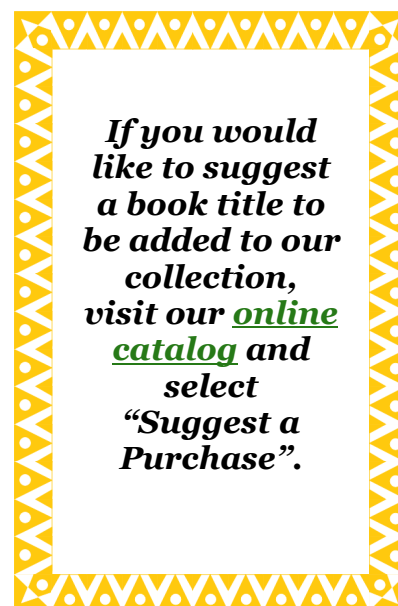 If you would
like to suggest
a book title to
be added to our
collection,
visit our online
catalog and
select
“Suggest a
Purchase”.